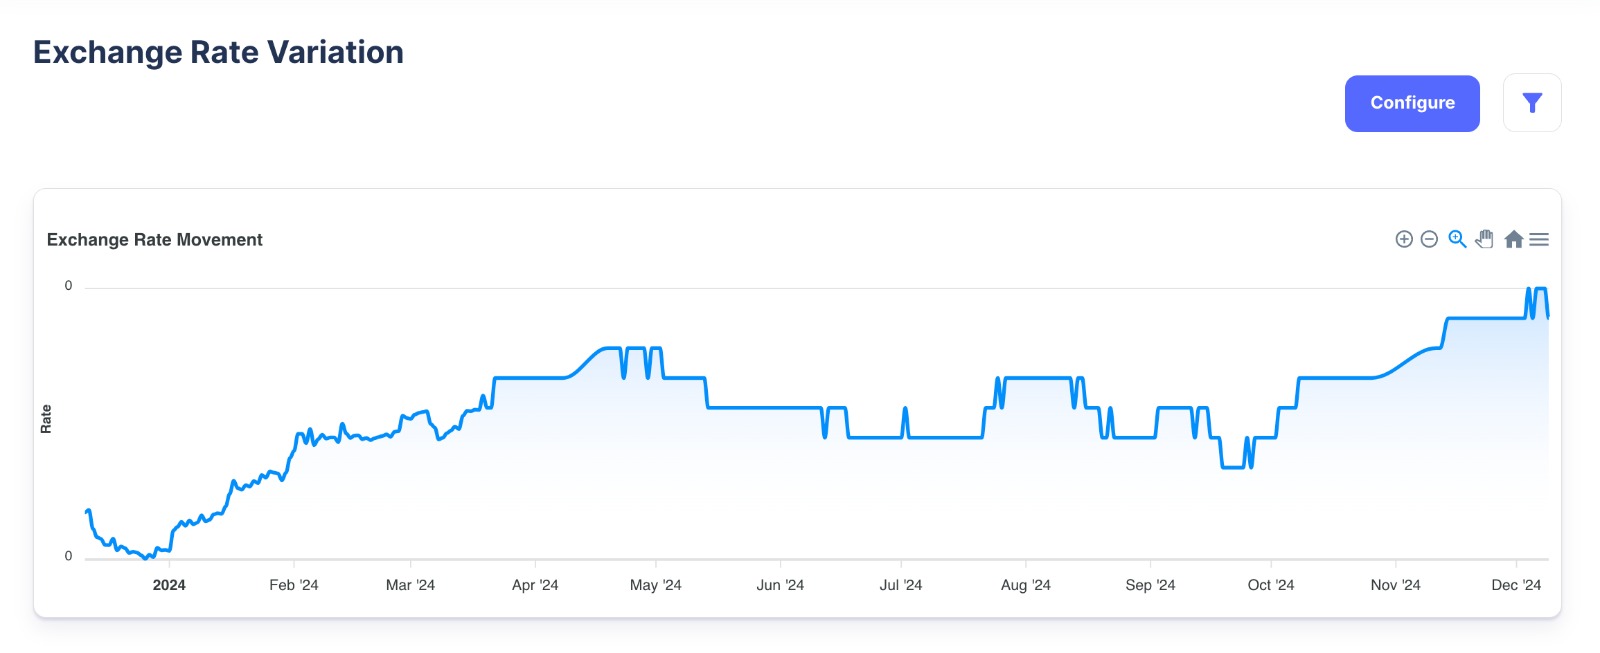 Exchange Rate Variation
Configure
Exchange Rate Movement
0
Rate
0
2024 Feb '24 Mar '24 Apr '24 May '24 Jun '24 Jul '24 Aug '24 Sep '24 Oct '24 Nov '24 Dec '24